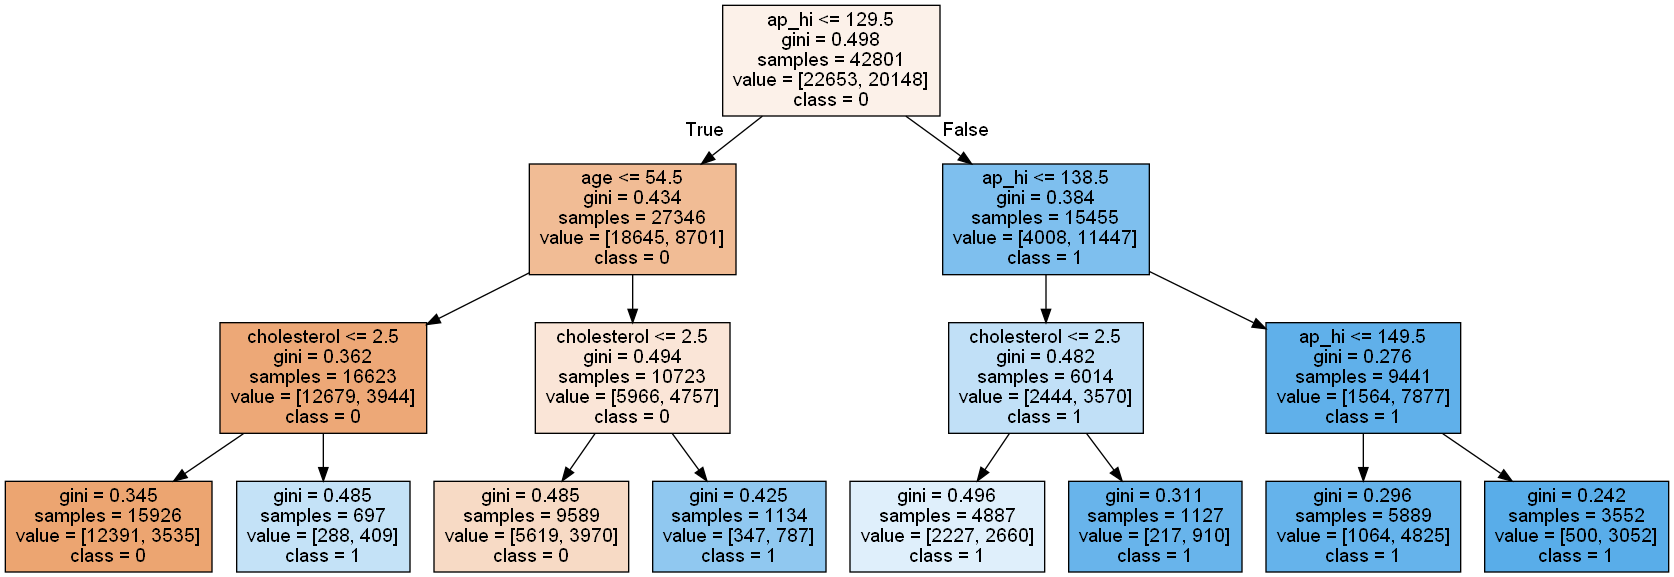 ap_hi <= 129.5
gini = 0.498
samples = 42801
value = [22653, 20148]
class = 0
True
False
age <= 54.5
gini = 0.434
samples = 27346
value = [18645, 8701]
class = 0
ap_hi <= 138.5
gini = 0.384
samples = 15455
value = [4008, 11447]
class = 1
cholesterol <= 2.5
gini = 0.362
samples = 16623
value = [12679, 3944]
class = 0
cholesterol <= 2.5
gini = 0.494
samples = 10723
value = [5966, 4757]
class = 0
cholesterol <= 2.5
gini = 0.482
samples = 6014
value = [2444, 3570]
class = 1
ap_hi <= 149.5
gini = 0.276
samples = 9441
value = [1564, 7877]
class = 1
gini = 0.345
samples = 15926
value = [12391, 3535]
class = 0
gini = 0.485
samples = 697
value = [288, 409]
class = 1
gini = 0.485
samples = 9589
value = [5619, 3970]
class = 0
gini = 0.425
samples = 1134
value = [347, 787]
class = 1
gini = 0.496
samples = 4887
value = [2227, 2660]
class = 1
gini = 0.311
samples = 1127
value = [217, 910]
class = 1
gini = 0.296
samples = 5889
value = [1064, 4825]
class = 1
gini = 0.242
samples = 3552
value = [500, 3052]
class = 1